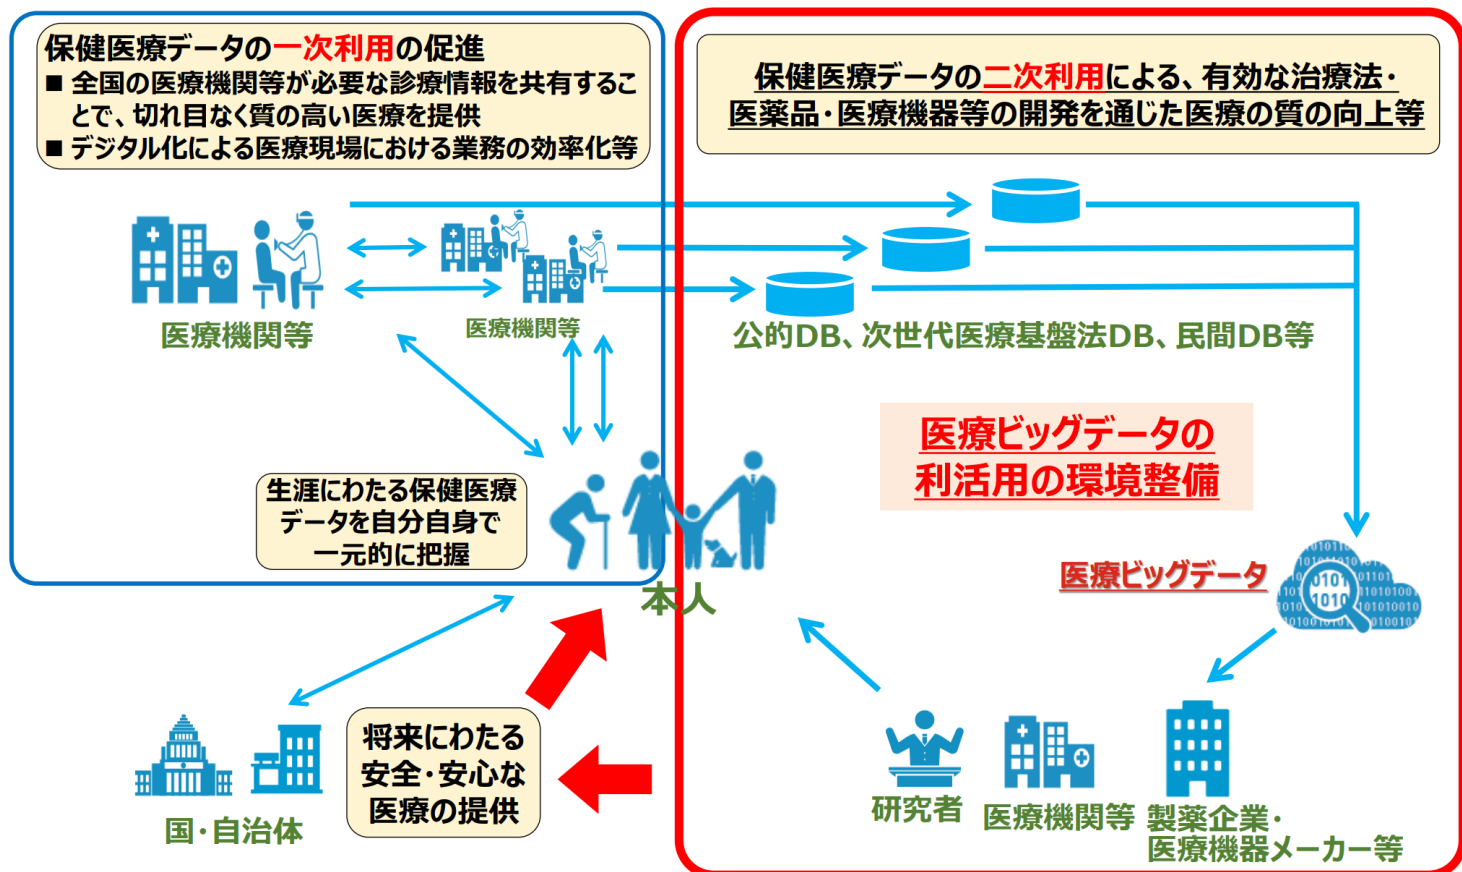 保健医療データの一次利用の促進
■ 全国の医療機関等が必要な診療情報を共有するこ
とで、切れ目なく質の高い医療を提供
■ デジタル化による医療現場における業務の効率化等
保健医療データの二次利用による、有効な治療法・
医薬品・医療機器等の開発を通じた医療の質の向上等
医療機関等
医療機関等
公的DB、次世代医療基盤法DB、民間DB等
医療ビッグデータの
利活用の環境整備
生涯にわたる保健医療
データを自分自身で
一元的に把握
本人
医療ビッグデータ
0101
1010
将来にわたる
安全・安心な
医療の提供
国・自治体
研究者
医療機関等
製薬企業・
医療機器メーカー等